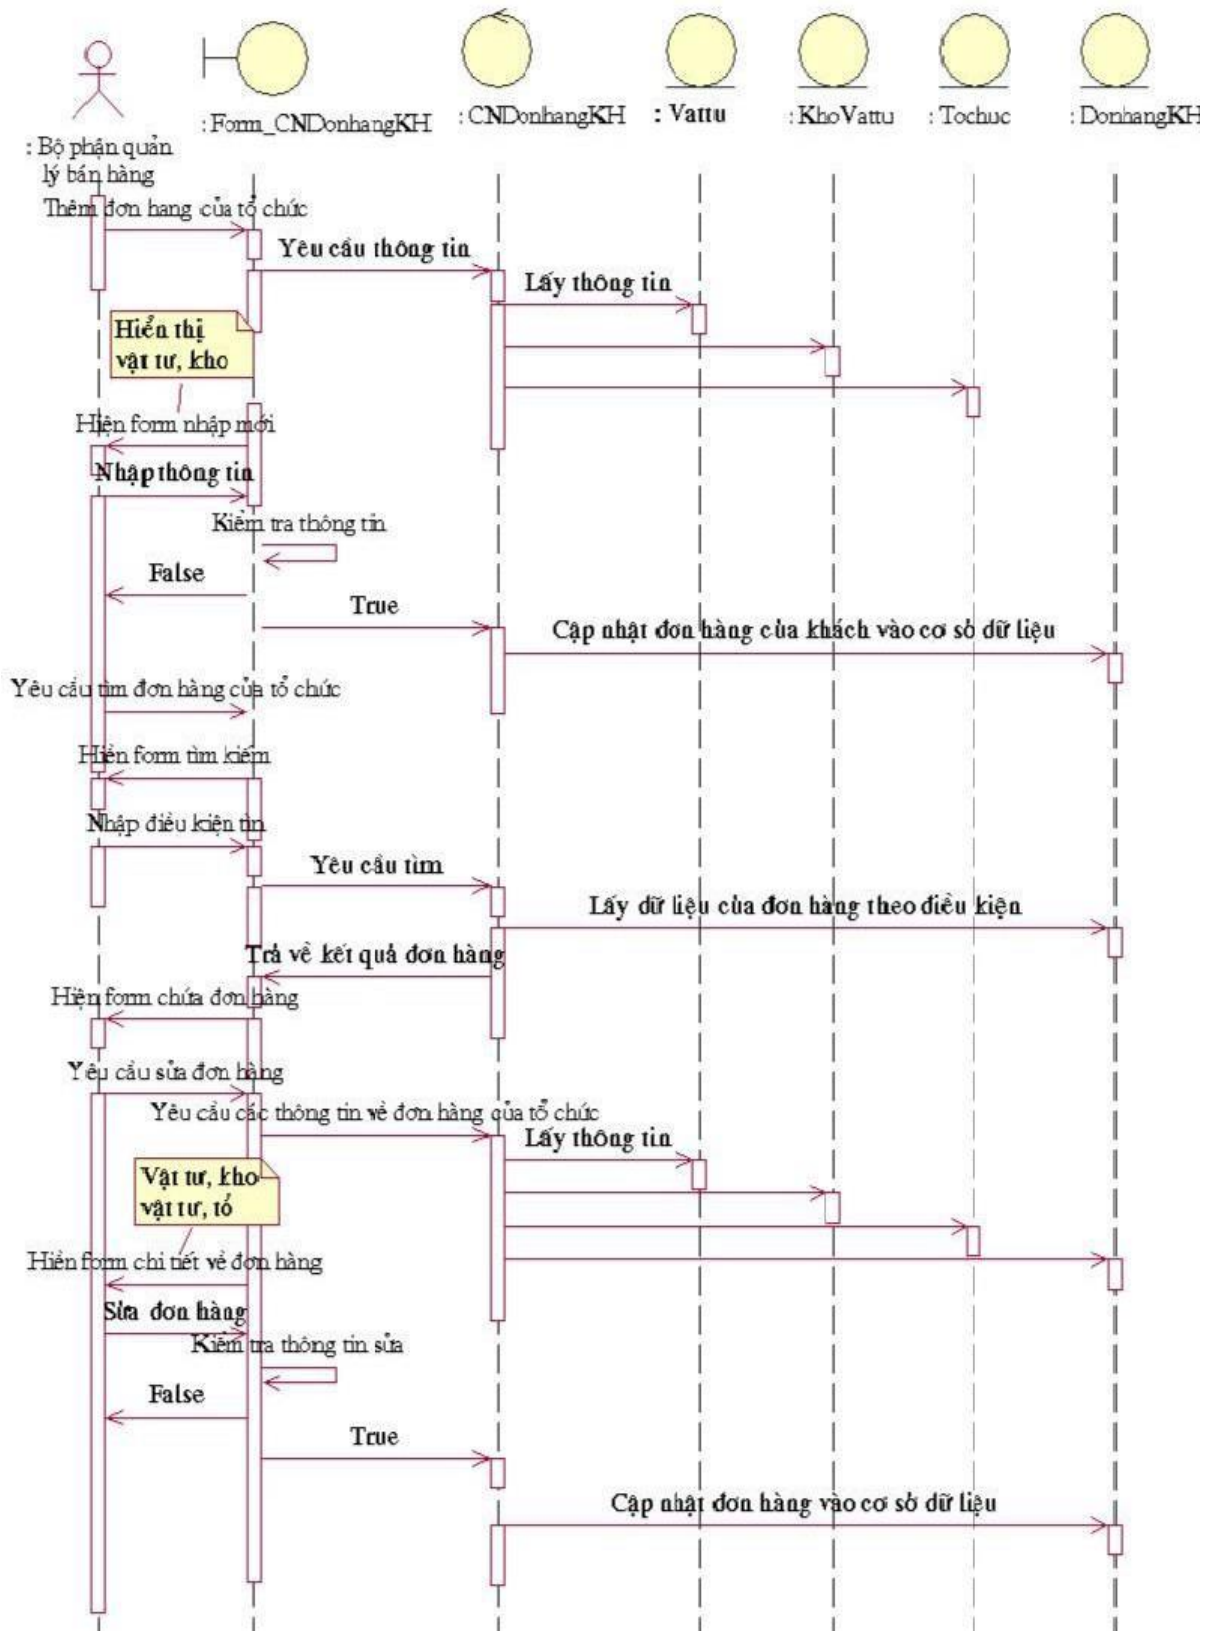 : Form_CNDonhangKH
: CNDonhangKH
: Vattu
: KhoVattu
: Tochuc
: DonhangKH
: Bộ phận quản
lý bán hàng
Thêm đơn hang của tổ chức
Yêu cầu thông tin
Lấy thông tin
Hiển thị
vật tư, kho
Hiện form nhập mới
Nhập thông tin
Kiểm tra thông tin
False
True
Cập nhật đơn hàng của khách vào cơ sở dữ liệu
Yêu cầu tìm đơn hàng của tổ chức
Hiển form tìm kiếm
Nhập điều kiện tìn
Yêu cầu tìm
Lấy dữ liệu của đơn hàng theo điều kiện
Trả về kết quả đơn hàng
Hiện form chứa đơn hàng
Yêu cầu sửa đơn hàng
Yêu cầu các thông tin về đơn hàng của tổ chức
Lấy thông tin
Vật tư, kho
vật tư, tổ
Hiển form chi tiết về đơn hàng
Sửa đơn hàng
Kiểm tra thông tin sửa
False
True
Cập nhật đơn hàng vào cơ sở dữ liệu